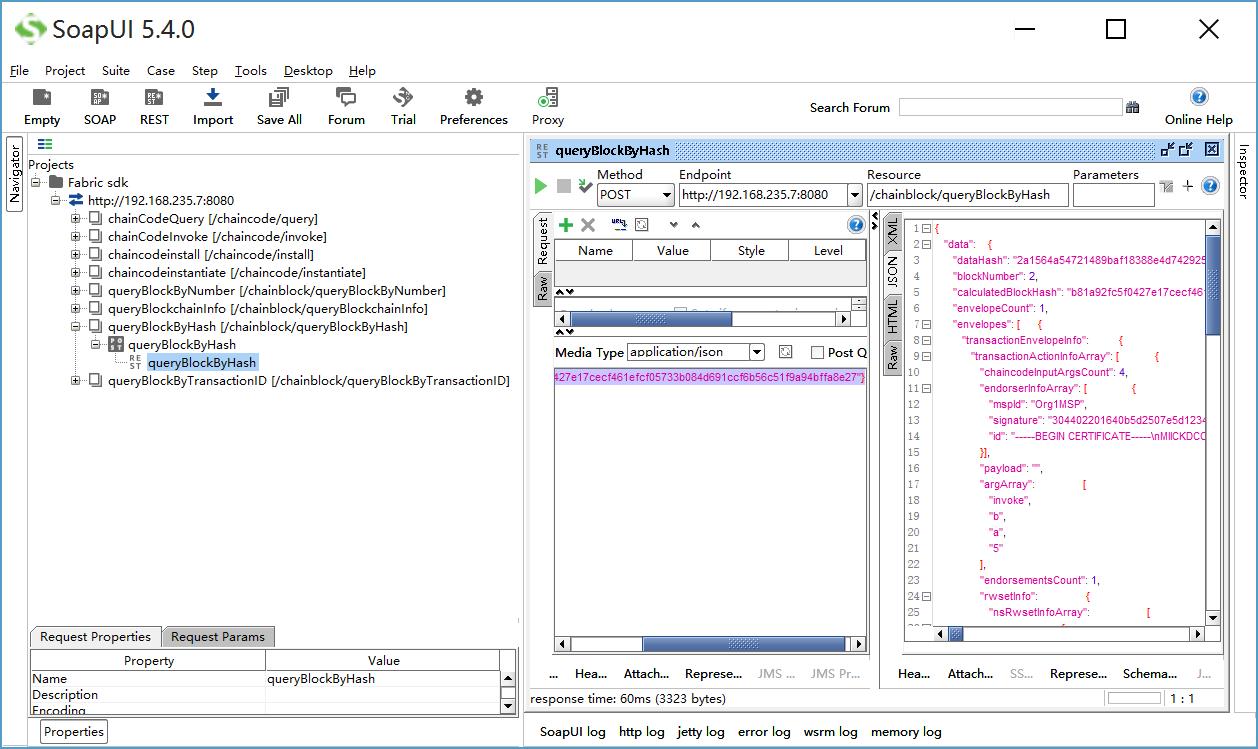 SoapUI 5.4.0
File Project Suite Case Step Tools Desktop Help
Empty SOAP REST Import Save All Forum Trial Preferences Proxy Search Forum Online Help
Navigator
Projects
Fabric sdk
http://192.168.235.7:8080
chainCodeQuery [/chaincode/query]
chainCodeInvoke [/chaincode/invoke]
chaincodeinstall [/chaincode/install]
chaincodeinstantiate [/chaincode/instantiate]
queryBlockByNumber [/chainblock/queryBlockByNumber]
queryBlockchainInfo [/chainblock/queryBlockchainInfo]
queryBlockByHash [/chainblock/queryBlockByHash]
queryBlockByHash
REST queryBlockByHash
queryBlockByTransactionID [/chainblock/queryBlockByTransactionID]
Request Properties Request Params
Property Value
Name queryBlockByHash
Description
Encoding
Properties
REST queryBlockByHash
Method Endpoint Resource Parameters
POST http://192.168.235.7:8080 /chainblock/queryBlockByHash
Request
Raw
Name Value Style Level
Media Type application/json Post Q
427e17cecf461efcf05733b084d691ccf6b56c51f9a94bffa8e27"}
... Hea... Attach... Represe... JMS ... JMS Pr...
XML
JSON
HTML
Raw
1 {
2 "data": {
3 "dataHash": "2a1564a54721489baf18388e4d742925
4 "blockNumber": 2,
5 "calculatedBlockHash": "b81a92fc5f0427e17cecf46
6 "envelopeCount": 1,
7 "envelopes": [ {
8 "transactionEnvelopeInfo": {
9 "transactionActionInfoArray": [ {
10 "chaincodeInputArgsCount": 4,
11 "endorserInfoArray": [ {
12 "mspId": "Org1MSP",
13 "signature": "304402201640b5d2507e5d1234
14 "id": "-----BEGIN CERTIFICATE-----\nMIICKDCC
15 }],
16 "payload": "",
17 "argArray": [
18 "invoke",
19 "b",
20 "a",
21 "5"
22 ],
23 "endorsementsCount": 1,
24 "rwsetInfo": {
25 "nsRwsetInfoArray": [
Hea... Attach... SS... Represe... Schema... J...
response time: 60ms (3323 bytes) 1 : 1
Inspector
SoapUI log http log jetty log error log wsrm log memory log